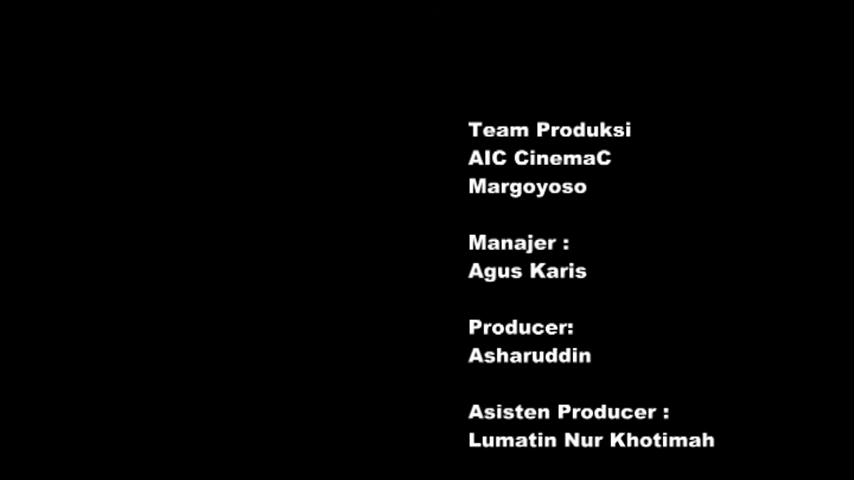 Team Produksi
AIC CinemaC
Margoyoso
Manajer :
Agus Karis
Producer:
Asharuddin
Asisten Producer :
Lumatin Nur Khotimah